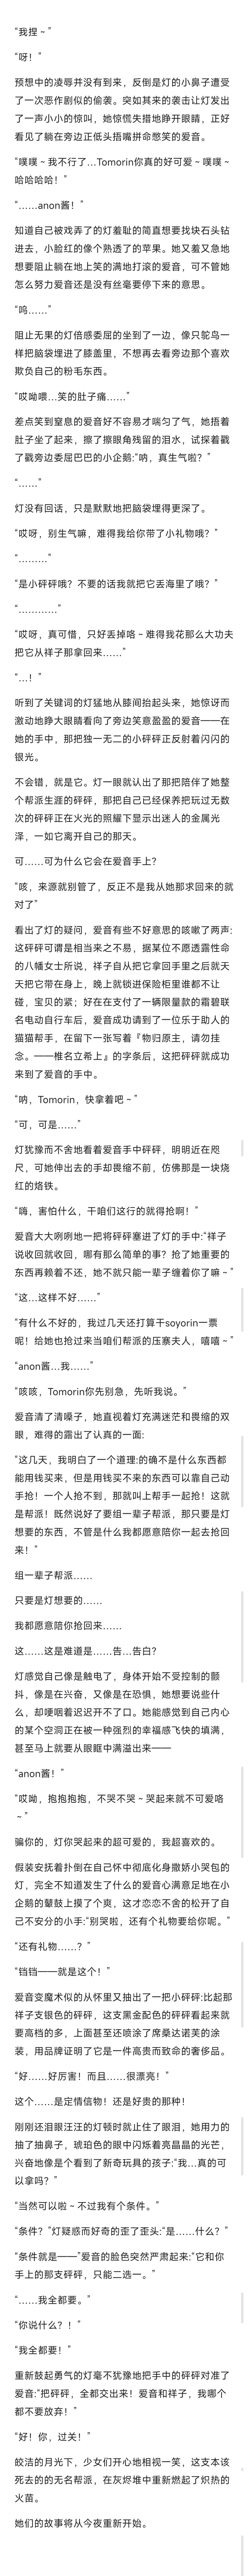 “我捏～”
“呀！”
预想中的凌辱并没有到来，反倒是灯的小鼻子遭受
了一次恶作剧似的偷袭。突如其来的袭击让灯发出
了一声小小的惊叫，她惊慌失措地睁开眼睛，正好
看见了躺在旁边正低头捂嘴拼命憋笑的爱音。
“噗噗～我不行了…Tomorin你真的好可爱～噗噗～
哈哈哈哈！”
“……anon酱！”
知道自己被戏弄了的灯羞耻的简直想要找块石头钻
进去，小脸红的像个熟透了的苹果。她又羞又急地
想要阻止躺在地上笑的满地打滚的爱音，可不管她
怎么努力爱音还是没有丝毫要停下来的意思。
“呜……”
阻止无果的灯倍感委屈的坐到了一边，像只鸵鸟一
样把脑袋埋进了膝盖里，不想再去看旁边那个喜欢
欺负自己的粉毛东西。
“哎呦喂…笑的肚子痛……”
差点笑到窒息的爱音好不容易才喘匀了气，她捂着
肚子坐了起来，擦了擦眼角残留的泪水，试探着戳
了戳旁边委屈巴巴的小企鹅:“呐，真生气啦？”
“……”
灯没有回话，只是默默地把脑袋埋得更深了。
“哎呀，别生气嘛，难得我给你带了小礼物哦？”
“………”
“是小砰砰哦？不要的话我就把它丢海里了哦？”
“…………”
“哎呀，真可惜，只好丢掉咯～难得我花那么大功夫
把它从祥子那拿回来……”
“…！”
听到了关键词的灯猛地从膝间抬起头来，她惊讶而
激动地睁大眼睛看向了旁边笑意盈盈的爱音——在
她的手中，那把独一无二的小砰砰正反射着闪闪的
银光。
不会错，就是它。灯一眼就认出了那把陪伴了她整
个帮派生涯的砰砰，那把自己已经保养把玩过无数
次的砰砰正在火光的照耀下显示出迷人的金属光
泽，一如它离开自己的那天。
可……可为什么它会在爱音手上？
“咳，来源就别管了，反正不是我从她那求回来的就
对了”
看出了灯的疑问，爱音有些不好意思的咳嗽了两声:
这砰砰可谓是相当来之不易，据某位不愿透露性命
的八幡女士所说，祥子自从把它拿回手里之后就天
天把它带在身上，晚上就锁进保险柜里谁都不让
碰，宝贝的紧；好在在支付了一辆限量款的霜碧联
名电动自行车后，爱音成功请到了一位乐于助人的
猫猫帮手，在留下一张写着『物归原主，请勿挂
念。——椎名立希上』的字条后，这把砰砰就成功
来到了爱音的手中。
“呐，Tomorin，快拿着吧～”
“可，可是……”
灯犹豫而不舍地看着爱音手中砰砰，明明近在咫
尺，可她伸出去的手却畏缩不前，仿佛那是一块烧
红的烙铁。
“嗨，害怕什么，干咱们这行的就得抢啊！”
爱音大大咧咧地一把将砰砰塞进了灯的手中:“祥子
说收回就收回，哪有那么简单的事？抢了她重要的
东西再赖着不还，她不就只能一辈子缠着你了嘛～”
“这…这样不好……”
“有什么不好的，我过几天还打算干soyorin一票
呢！给她也抢过来当咱们帮派的压寨夫人，嘻嘻～”
“anon酱…我……”
“咳咳，Tomorin你先别急，先听我说。”
爱音清了清嗓子，她直视着灯充满迷茫和畏缩的双
眼，难得的露出了认真的一面:
“这几天，我明白了一个道理:的确不是什么东西都
能用钱买来，但是用钱买不来的东西可以靠自己动
手抢！一个人抢不到，那就叫上帮手一起抢！这就
是帮派！既然说好了要组一辈子帮派，那只要是灯
想要的东西，不管是什么我都愿意陪你一起去抢回
来！”
组一辈子帮派……
只要是灯想要的……
我都愿意陪你抢回来……
这……这是难道是……告…告白？
灯感觉自己像是触电了，身体开始不受控制的颤
抖，像是在兴奋，又像是在恐惧，她想要说些什
么，却哽咽着迟迟开不了口。她能感觉到自己内心
的某个空洞正在被一种强烈的幸福感飞快的填满，
甚至马上就要从眼眶中满溢出来——
“anon酱！”
“哎呦，抱抱抱抱，不哭不哭～哭起来就不可爱咯
～”
骗你的，灯你哭起来的超可爱的，我超喜欢的。
假装安抚着扑倒在自己怀中彻底化身撒娇小哭包的
灯，完全不知道发生了什么的爱音心满意足地在小
企鹅的颦鼓上摸了个爽，这才恋恋不舍的松开了自
己不安分的小手:“别哭啦，还有个礼物要给你呢。”
“还有礼物……？”
“铛铛——就是这个！”
爱音变魔术似的从怀里又抽出了一把小砰砰:比起那
祥子支银色的砰砰，这支黑金配色的砰砰看起来就
要高档的多，上面甚至还喷涂了席桑达诺芙的涂
装，用品牌证明了它是一件高贵而致命的奢侈品。
“好……好厉害！而且……很漂亮！”
这个……是定情信物！还是好贵的那种！
刚刚还泪眼汪汪的灯顿时就止住了眼泪，她用力的
抽了抽鼻子，琥珀色的眼中闪烁着亮晶晶的光芒，
兴奋地像是个看到了新奇玩具的孩子:“我…真的可
以拿吗？”
“当然可以啦～不过我有个条件。”
“条件？”灯疑惑而好奇的歪了歪头:“是……什么？”
“条件就是——”爱音的脸色突然严肃起来:“它和你
手上的那支砰砰，只能二选一。”
“……我全都要。”
“你说什么？！”
“我全都要！”
重新鼓起勇气的灯毫不犹豫地把手中的砰砰对准了
爱音:“把砰砰，全都交出来！爱音和祥子，我哪个
都不要放弃！”
“好！你，过关！”
皎洁的月光下，少女们开心地相视一笑，这支本该
死去的的无名帮派，在灰烬堆中重新燃起了炽热的
火苗。
她们的故事将从今夜重新开始。